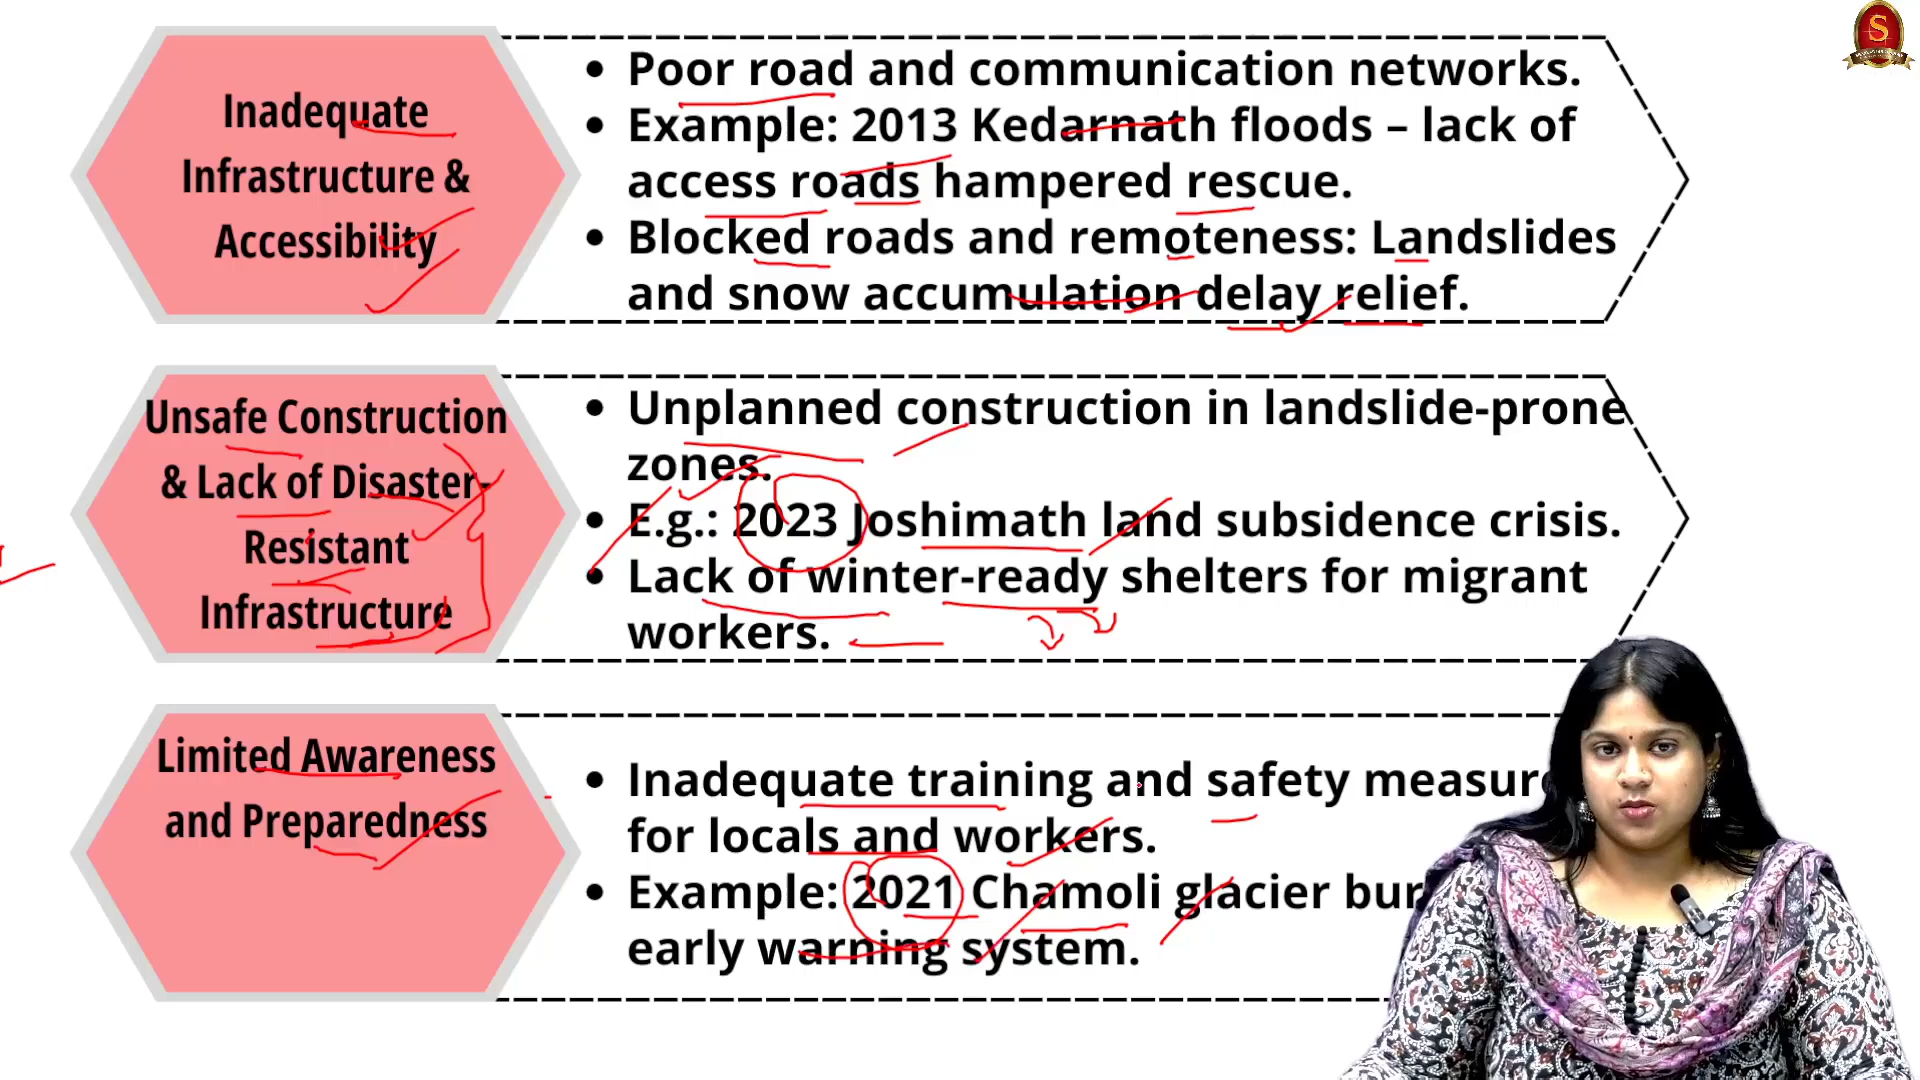 Inadequate
Infrastructure &
Accessibility
• Poor road and communication networks.
• Example: 2013 Kedarnath floods – lack of
access roads hampered rescue.
• Blocked roads and remoteness: Landslides
and snow accumulation delay relief.
Unsafe Construction
& Lack of Disaster-
Resistant
Infrastructure
• Unplanned construction in landslide-prone
zones.
• E.g.: 2023 Joshimath land subsidence crisis.
• Lack of winter-ready shelters for migrant
workers.
Limited Awareness
and Preparedness
• Inadequate training and safety
for locals and workers.
• Example: 2021 Chamoli glacier
early warning system.
S